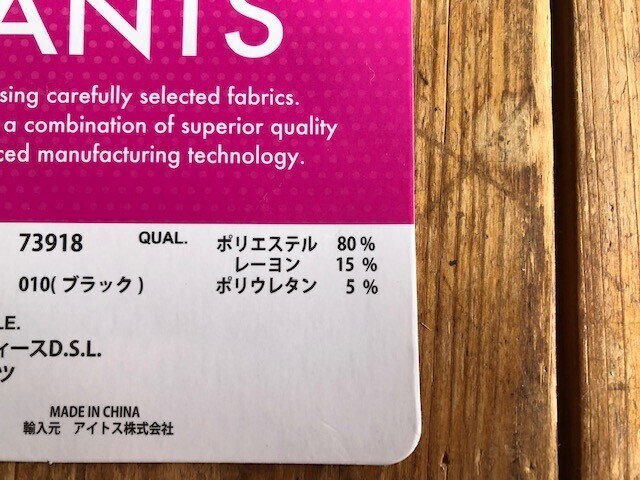 ANTS
sing carefully selected fabrics.
a combination of superior quality
ced manufacturing technology.
73918 QUAL. ポリエステル 80 %
レーヨン 15 %
010( ブラック ) ポリウレタン 5 %
LE.
ィースD.S.L.
ツ
MADE IN CHINA
輸入元 アイトス株式会社